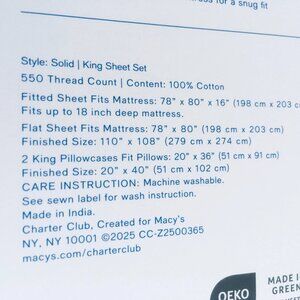 for a snug fit
Style: Solid | King Sheet Set
550 Thread Count | Content: 100% Cotton
Fitted Sheet Fits Mattress: 78” x 80” x 16” (198 cm x 203 c
Fits up to 18 inch deep mattress.
Flat Sheet Fits Mattress: 78” x 80” (198 cm x 203 cm
Finished Size: 110” x 108” (279 cm x 274 cm)
2 King Pillowcases Fit Pillows: 20” x 36” (51 cm x 91 cm)
Finished Size: 20” x 40” (51 cm x 102 cm)
CARE INSTRUCTION: Machine washable.
See sewn label for wash instruction.
Made in India.
Charter Club, Created for Macy's
NY, NY 10001 ©2025 CC-Z2500365
macys.com/charterclub
OEKO
MADE I
GREEN